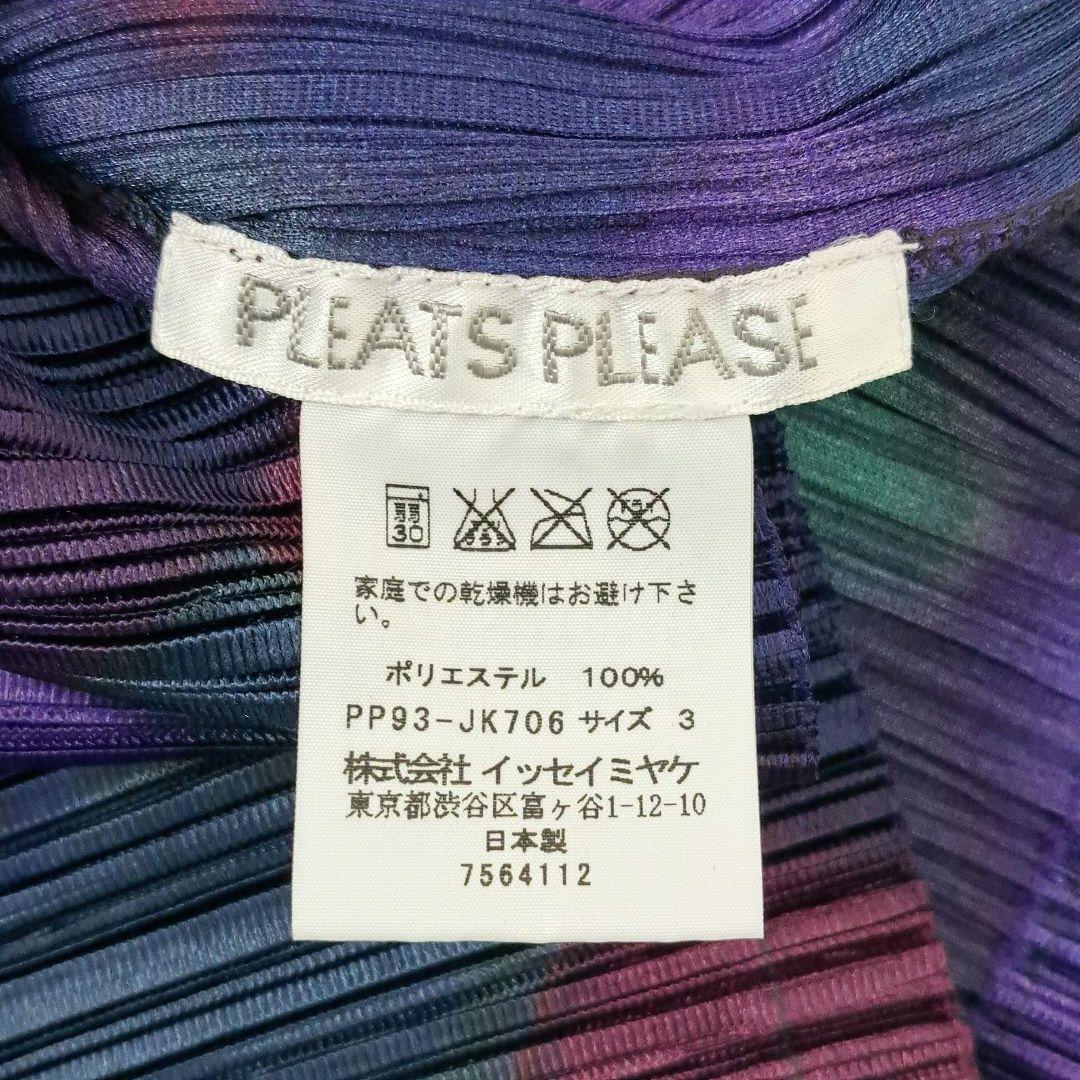 PLEATS PLEASE
弱
30
家庭での乾燥機はお避け下さ
い。
ポリエステル 100%
PP93-JK706 サイズ 3
株式会社 イッセイミヤケ
東京都渋谷区富ヶ谷1-12-10
日本製
7564112